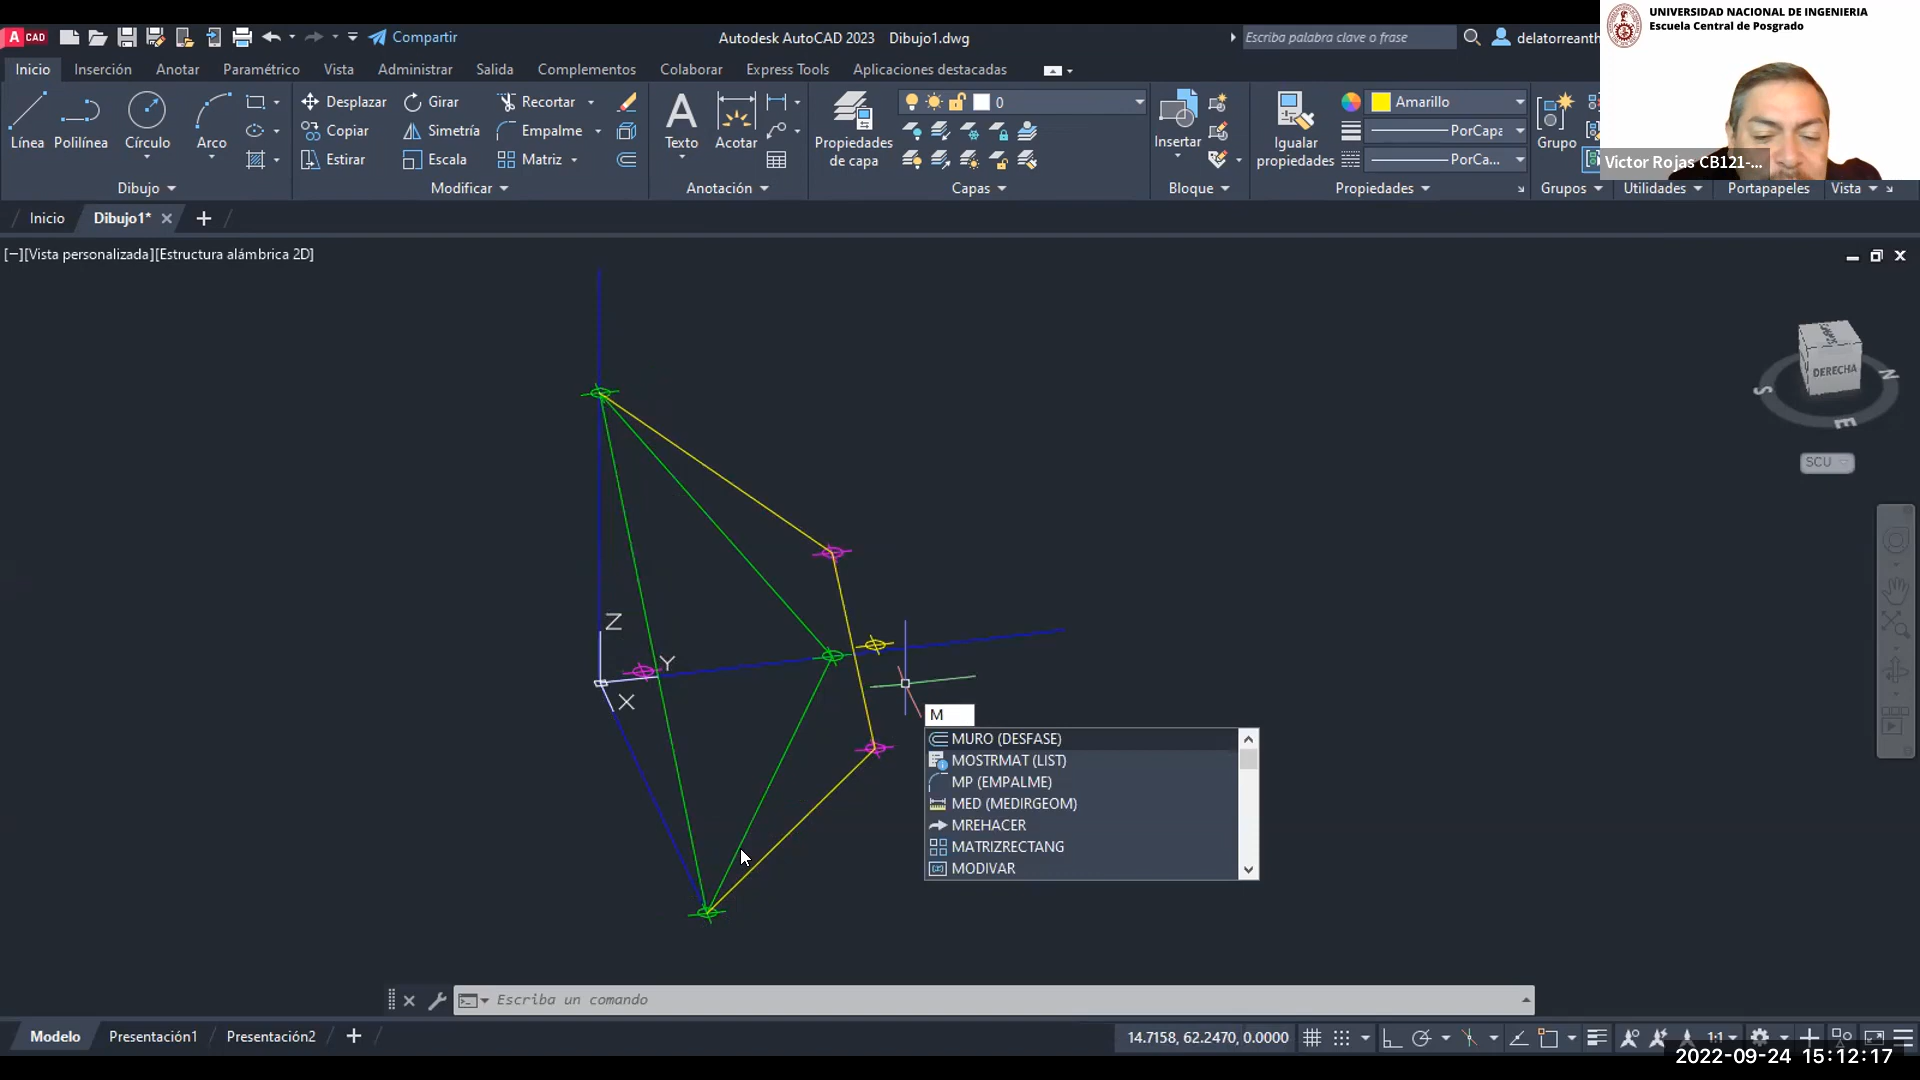 UNIVERSIDAD NACIONAL DE INGENIERIA
Escuela Central de Posgrado
A CAD
Compartir
Autodesk AutoCAD 2023 Dibujo1.dwg
Escriba palabra clave o frase
delatorreanth
Inicio Inserción Anotar Paramétrico Vista Administrar Salida Complementos Colaborar Express Tools Aplicaciones destacadas
Desplazar Girar Recortar
0
Amarillo
Línea Polilínea Círculo Arco
Copiar Simetría Empalme
Texto Acotar
Propiedades de capa
Insertar
Igualar propiedades
PorCapa
Grupo
Estirar Escala Matriz
PorCa...
Victor Rojas CB121-...
Dibujo Modificar Anotación Capas Bloque Propiedades Grupos Utilidades Portapapeles Vista
Inicio Dibujo1*
[−][Vista personalizada][Estructura alámbrica 2D]
DERECHA
S
N
E
SCU
Z
Y
X
M
MURO (DESFASE)
MOSTRMAT (LIST)
MP (EMPALME)
MED (MEDIRGEOM)
MREHACER
MATRIZRECTANG
MODIVAR
Escriba un comando
Modelo Presentación1 Presentación2
14.7158, 62.2470, 0.0000
1:1
2022-09-24 15:12:17